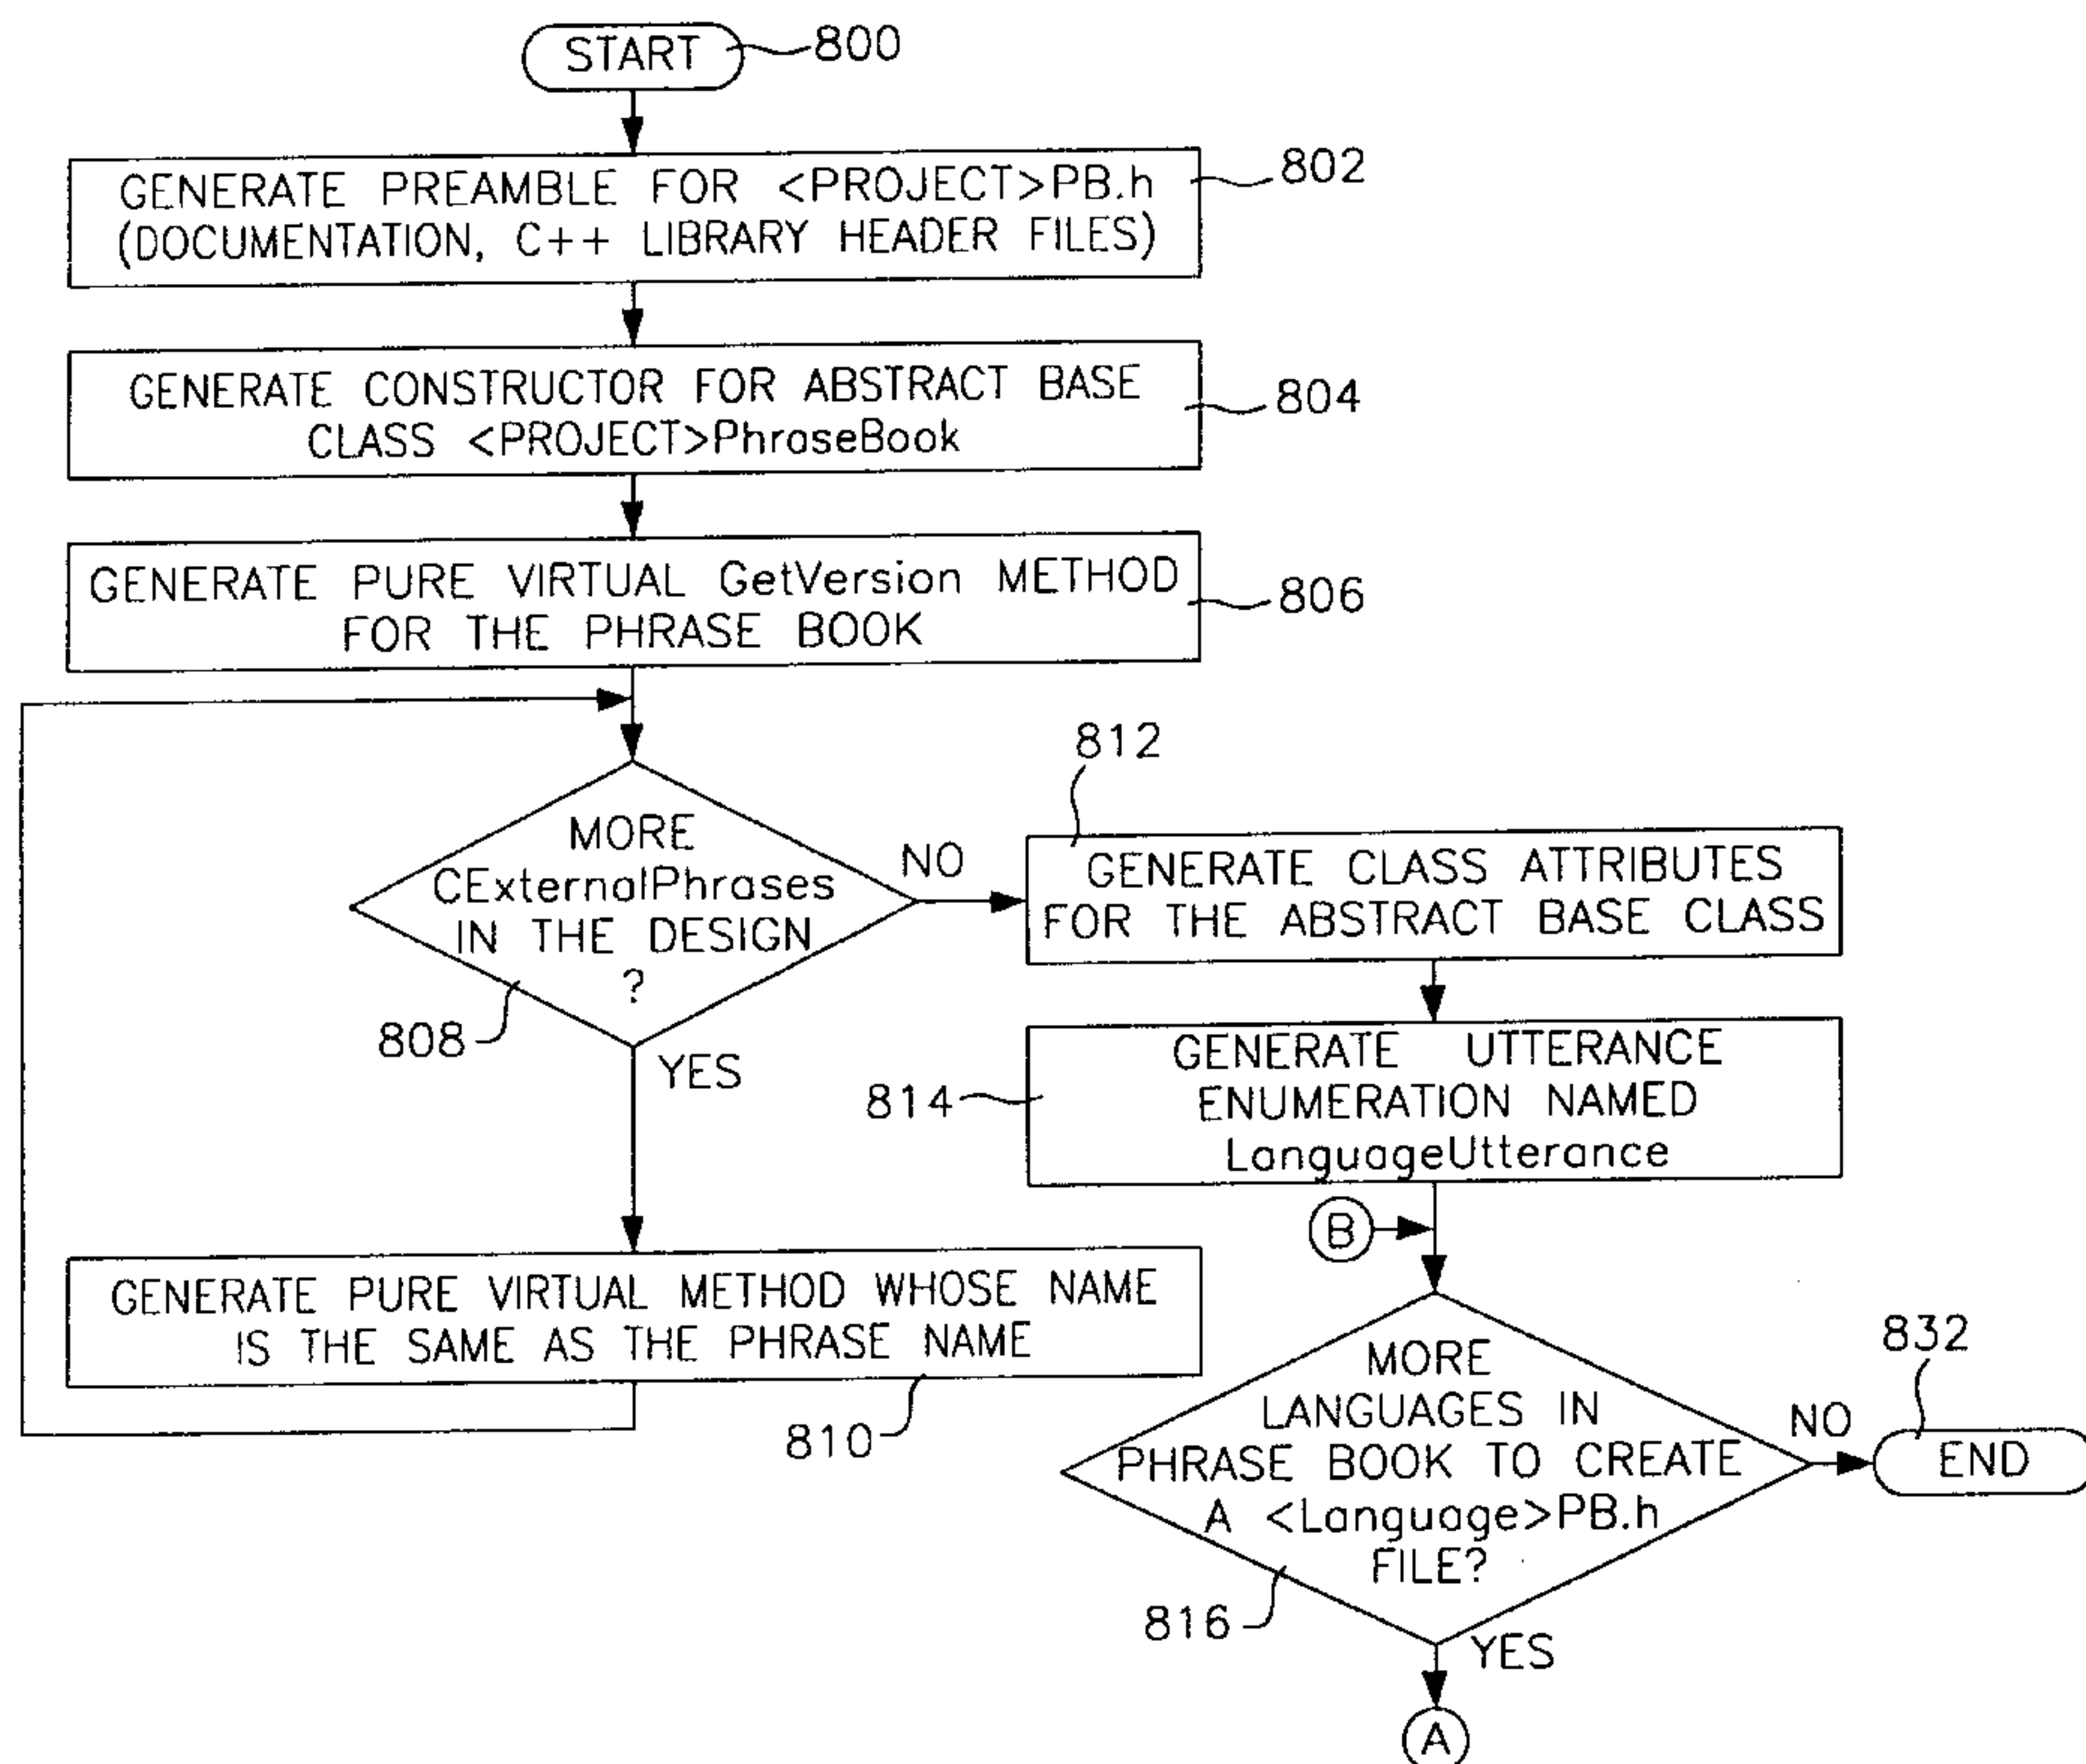 START
800
GENERATE PREAMBLE FOR <PROJECT>PB.h
(DOCUMENTATION, C++ LIBRARY HEADER FILES)
802
GENERATE CONSTRUCTOR FOR ABSTRACT BASE
CLASS <PROJECT>PhraseBook
804
GENERATE PURE VIRTUAL GetVersion METHOD
FOR THE PHRASE BOOK
806
MORE
CExternalPhrases
IN THE DESIGN
?
808
NO
YES
812
GENERATE CLASS ATTRIBUTES
FOR THE ABSTRACT BASE CLASS
GENERATE UTTERANCE
ENUMERATION NAMED
LanguageUtterance
814
GENERATE PURE VIRTUAL METHOD WHOSE NAME
IS THE SAME AS THE PHRASE NAME
810
B
MORE
LANGUAGES IN
PHRASE BOOK TO CREATE
A <Language>PB.h
FILE?
816
NO
832
END
YES
A